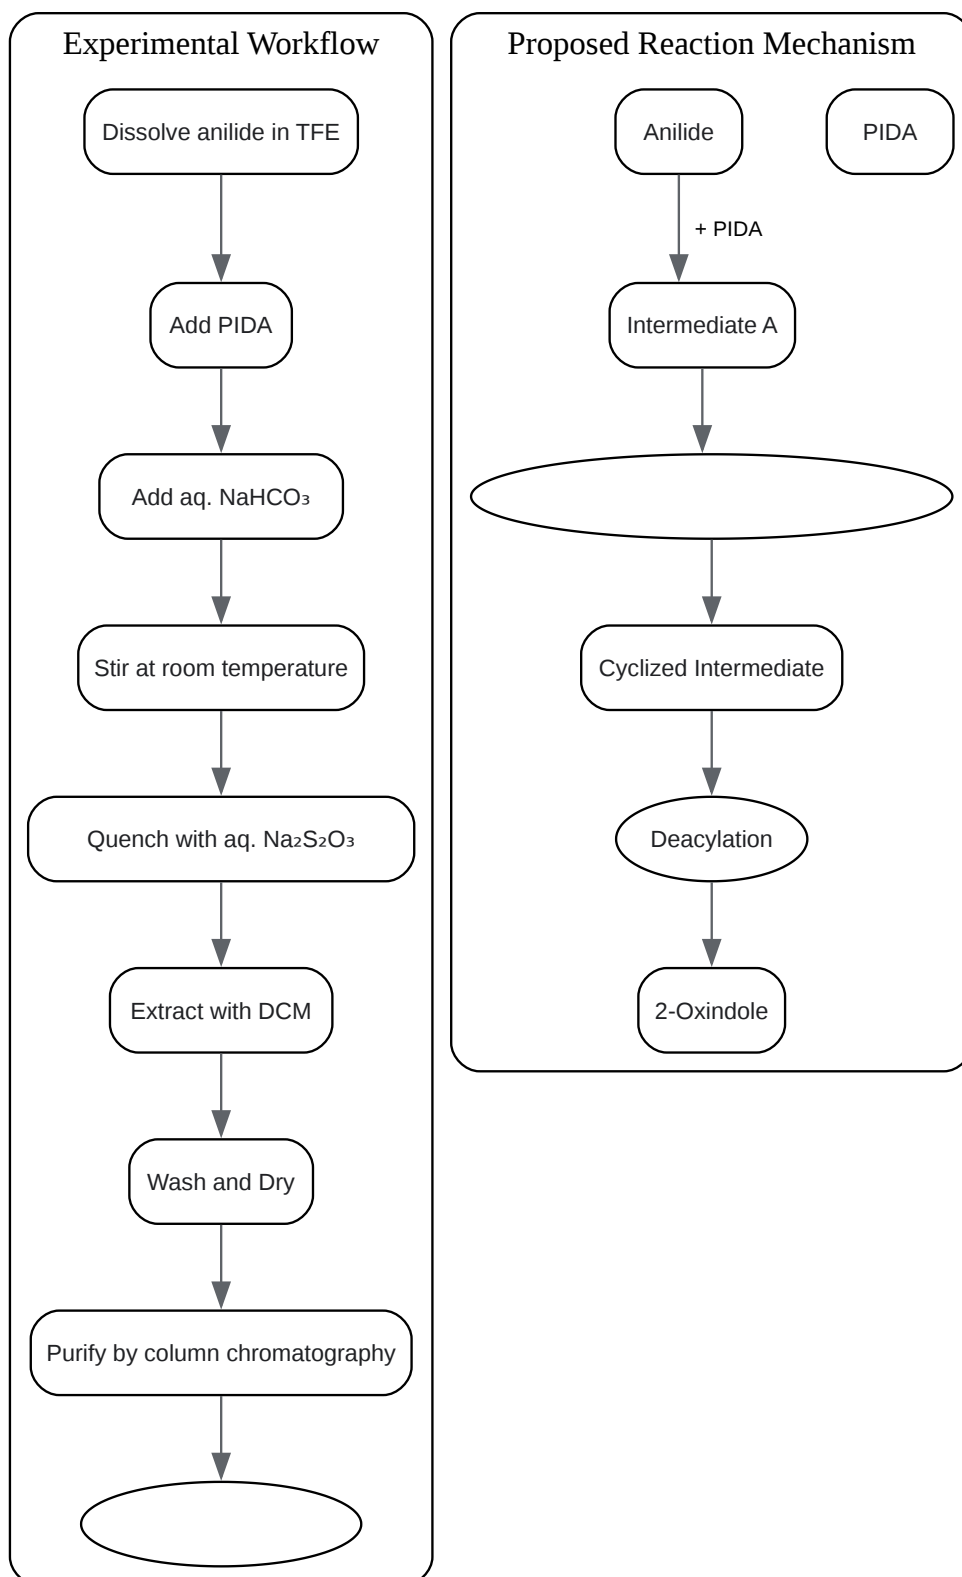 Experimental Workflow
Dissolve anilide in TFE
Add PIDA
Add aq. NaHCO₃
Stir at room temperature
Quench with aq. Na₂S₂O₃
Extract with DCM
Wash and Dry
Purify by column chromatography
Proposed Reaction Mechanism
Anilide
PIDA
+ PIDA
Intermediate A
Cyclized Intermediate
Deacylation
2-Oxindole